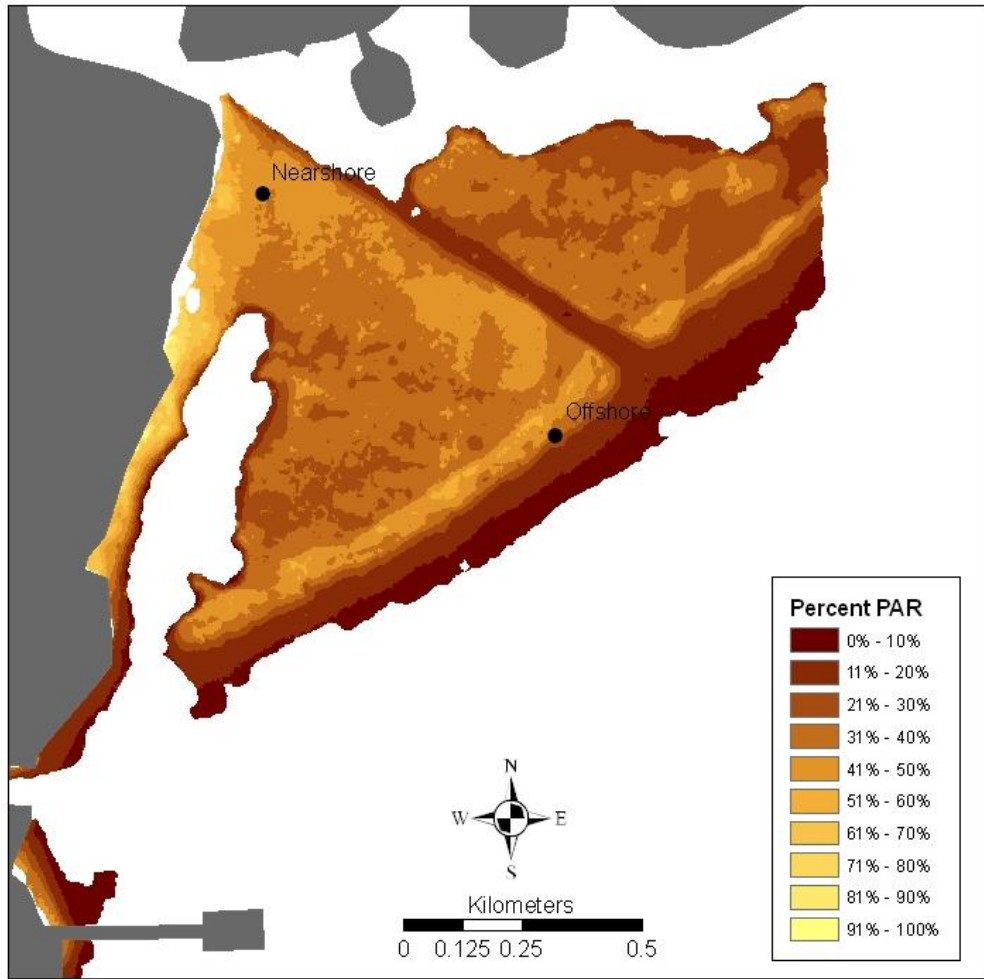 Nearshore
Offshore
Percent PAR
0% - 10%
11% - 20%
21% - 30%
31% - 40%
41% - 50%
51% - 60%
61% - 70%
71% - 80%
81% - 90%
91% - 100%
N
W E
S
Kilometers
0 0.125 0.25 0.5